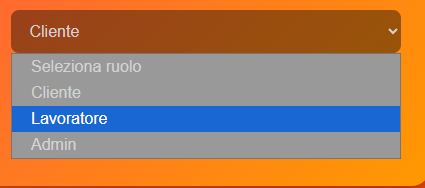 Cliente
Seleziona ruolo
Cliente
Lavoratore
Admin